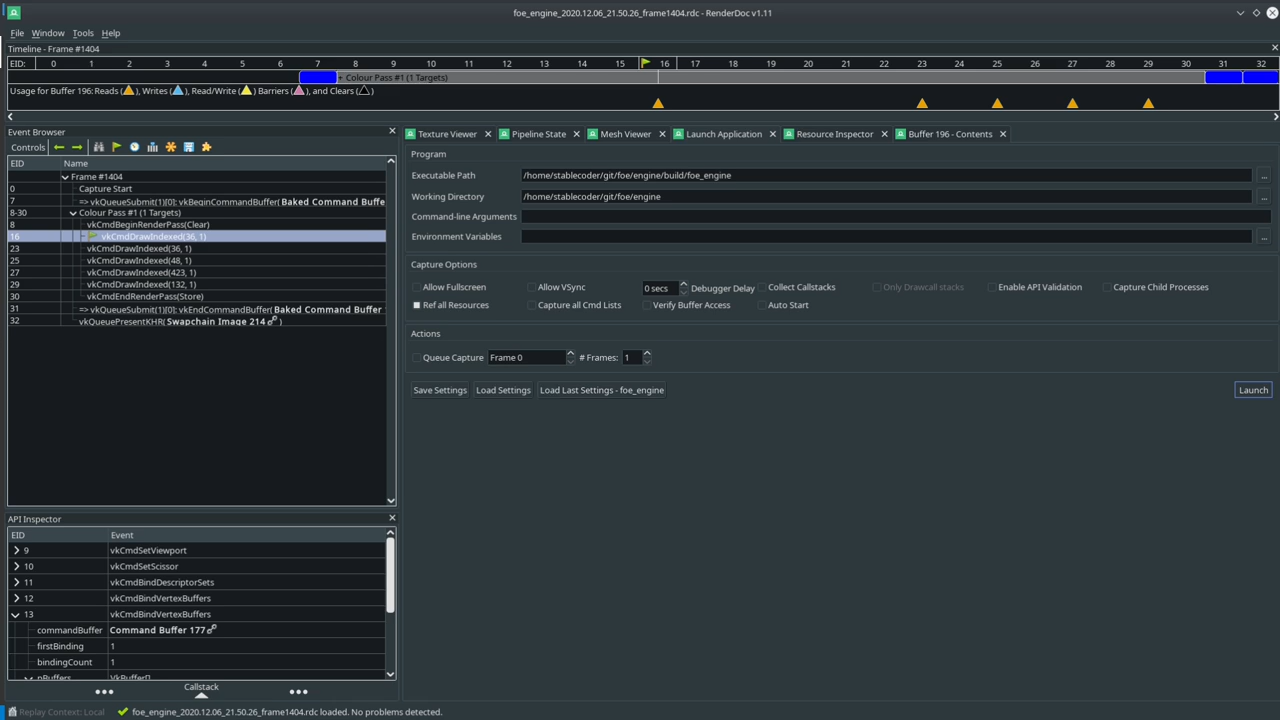 foe_engine_2020.12.06_21.50.26_frame1404.rdc - RenderDoc v1.11
File Window Tools Help
Timeline - Frame #1404
EID: 0 1 2 3 4 5 6 7 8 9 10 11 12 13 14 15 16 17 18 19 20 21 22 23 24 25 26 27 28 29 30 31 32
Colour Pass #1 (1 Targets)
Usage for Buffer 196: Reads ( ), Writes ( ), Read/Write ( ) Barriers ( ), and Clears ( )
Event Browser
Controls
EID Name
Frame #1404
0 Capture Start
7 => vkQueueSubmit(1)[0]: vkBeginCommandBuffer( Baked Command Buffe
8-30 Colour Pass #1 (1 Targets)
8 vkCmdBeginRenderPass(Clear)
16 vkCmdDrawIndexed(36, 1)
23 vkCmdDrawIndexed(36, 1)
25 vkCmdDrawIndexed(48, 1)
27 vkCmdDrawIndexed(423, 1)
29 vkCmdDrawIndexed(132, 1)
30 vkCmdEndRenderPass(Store)
31 => vkQueueSubmit(1)[0]: vkEndCommandBuffer( Baked Command Buffer
32 vkQueuePresentKHR( Swapchain Image 214 )
API Inspector
EID Event
9 vkCmdSetViewport
10 vkCmdSetScissor
11 vkCmdBindDescriptorSets
12 vkCmdBindVertexBuffers
13 vkCmdBindVertexBuffers
commandBuffer Command Buffer 177
firstBinding 1
bindingCount 1
pBuffers VkBuffer[]
Callstack
Texture Viewer Pipeline State Mesh Viewer Launch Application Resource Inspector Buffer 196 - Contents
Program
Executable Path /home/stablecoder/git/foe/engine/build/foe_engine ...
Working Directory /home/stablecoder/git/foe/engine ...
Command-line Arguments
Environment Variables ...
Capture Options
Allow Fullscreen Allow VSync 0 secs Debugger Delay Collect Callstacks Only Drawcall stacks Enable API Validation Capture Child Processes
Ref all Resources Capture all Cmd Lists Verify Buffer Access Auto Start
Actions
Queue Capture Frame 0 # Frames: 1
Save Settings Load Settings Load Last Settings - foe_engine Launch
Replay Context: Local foe_engine_2020.12.06_21.50.26_frame1404.rdc loaded. No problems detected.